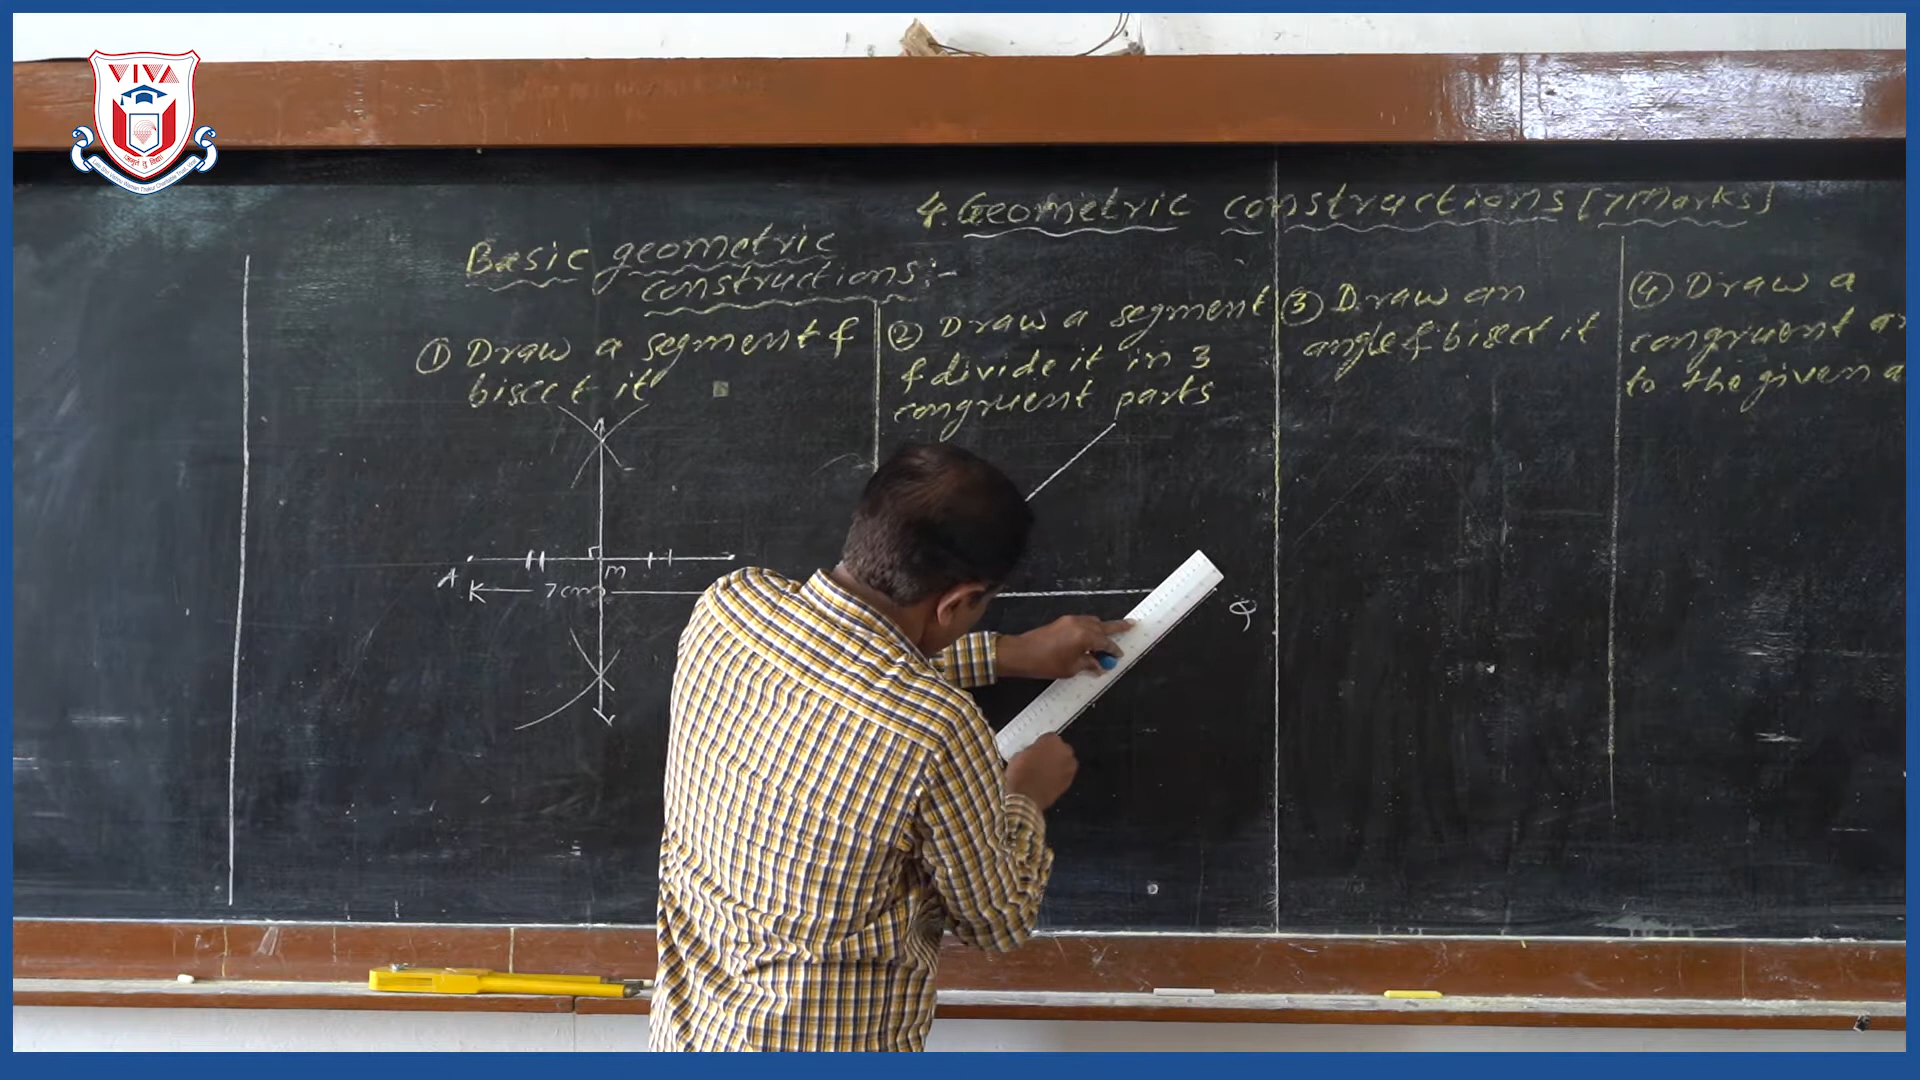 VIVA
4. Geometric constructions [7 Marks]
Basic geometric
constructions:-
① Draw a segment &
bisect it
② Draw a segment
& divide it in 3
congruent parts
③ Draw an
angle & bisect it
④ Draw a
congruent
to the given
A
M
7cm
Q